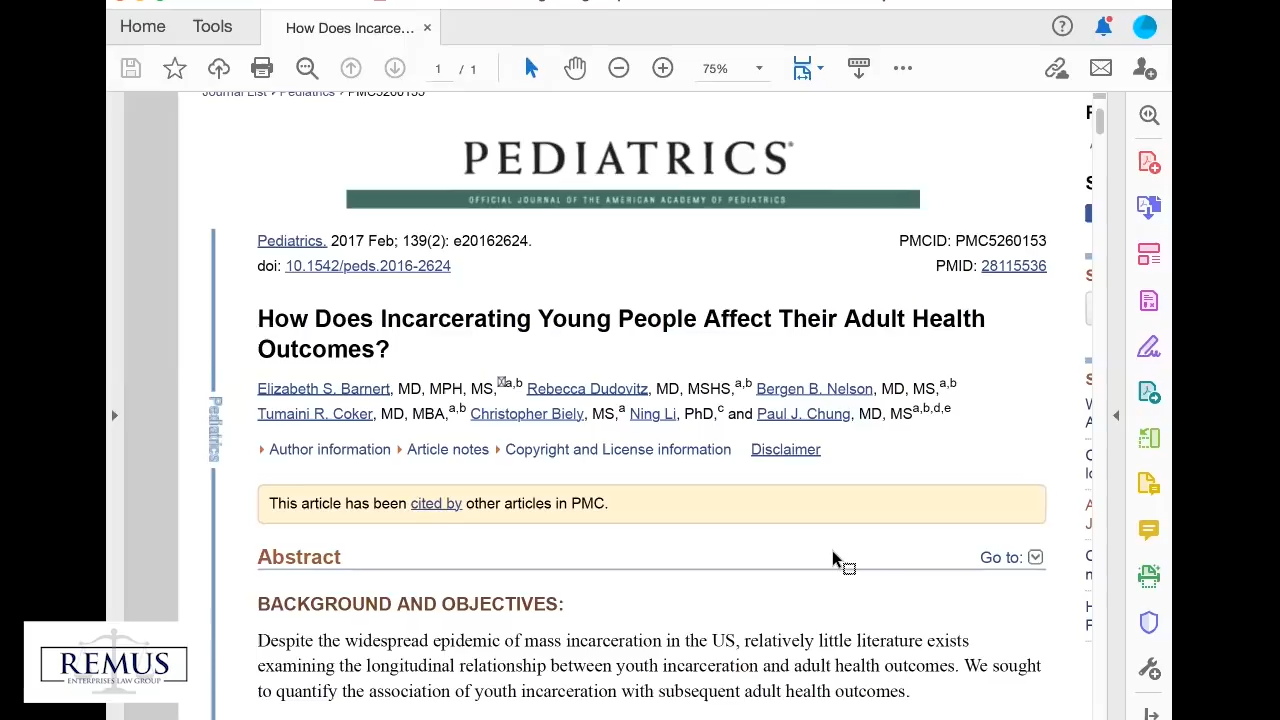 Home Tools How Does Incarce... ×
1 / 1 75%
Journal List › Pediatrics › PMC5260153
PEDIATRICS®
OFFICIAL JOURNAL OF THE AMERICAN ACADEMY OF PEDIATRICS
Pediatrics. 2017 Feb; 139(2): e20162624. PMCID: PMC5260153
doi: 10.1542/peds.2016-2624 PMID: 28115536
How Does Incarcerating Young People Affect Their Adult Health
Outcomes?
Elizabeth S. Barnert, MD, MPH, MS,a,b Rebecca Dudovitz, MD, MSHS,a,b Bergen B. Nelson, MD, MS,a,b
Tumaini R. Coker, MD, MBA,a,b Christopher Biely, MS,a Ning Li, PhD,c and Paul J. Chung, MD, MSa,b,d,e
Pediatrics
Author information Article notes Copyright and License information Disclaimer
This article has been cited by other articles in PMC.
Abstract Go to:
BACKGROUND AND OBJECTIVES:
Despite the widespread epidemic of mass incarceration in the US, relatively little literature exists
examining the longitudinal relationship between youth incarceration and adult health outcomes. We sought
to quantify the association of youth incarceration with subsequent adult health outcomes.
REMUS
ENTERPRISES LAW GROUP